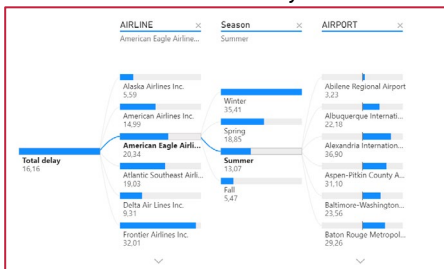 AIRLINE ×
American Eagle Airline...
Season ×
Summer
AIRPORT ×
Total delay
16,16
Alaska Airlines Inc.
5,59
American Airlines Inc.
14,99
American Eagle Airli...
20,34
Atlantic Southeast Airli...
19,03
Delta Air Lines Inc.
9,31
Frontier Airlines Inc.
32,01
Winter
35,41
Spring
18,85
Summer
13,07
Fall
5,47
Abilene Regional Airport
3,23
Albuquerque Internati...
22,18
Alexandria Internation...
36,90
Aspen-Pitkin County A...
31,10
Baltimore-Washington...
23,56
Baton Rouge Metropol...
29,26